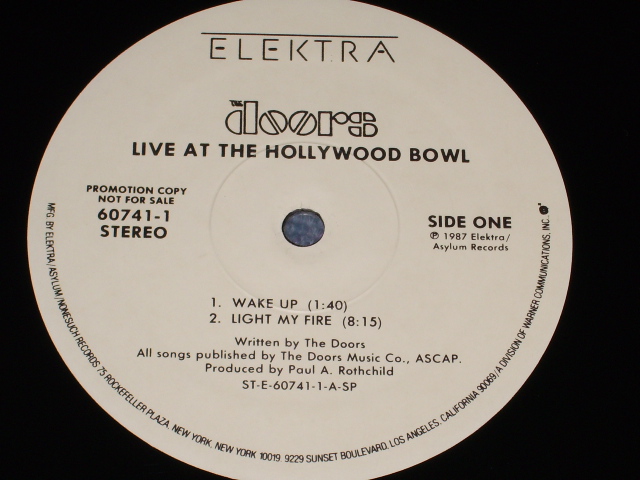 ELEKTRA
THE doors
LIVE AT THE HOLLYWOOD BOWL
PROMOTION COPY
NOT FOR SALE
60741-1
STEREO
SIDE ONE
℗ 1987 Elektra/
Asylum Records
1. WAKE UP (1:40)
2. LIGHT MY FIRE (8:15)
Written by The Doors
All songs published by The Doors Music Co., ASCAP.
Produced by Paul A. Rothchild
ST-E-60741-1-A-SP
MFG. BY ELEKTRA/ASYLUM/NONESUCH RECORDS 75 ROCKEFELLER PLAZA, NEW YORK, NEW YORK 10019. 9229 SUNSET BOULEVARD, LOS ANGELES, CALIFORNIA 90069/A DIVISION OF WARNER COMMUNICATIONS, INC.